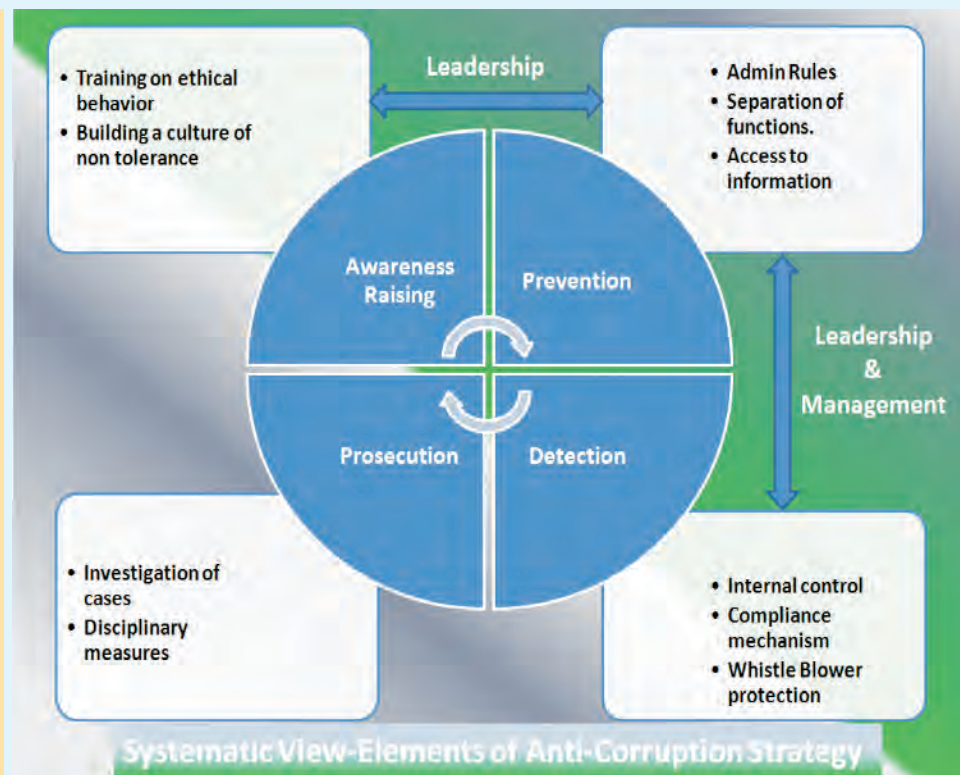 • Training on ethical
behavior
• Building a culture of
non tolerance
Leadership
• Admin Rules
• Separation of
functions.
• Access to
information
Awareness
Raising
Prevention
Leadership
&
Management
Prosecution
Detection
• Investigation of
cases
• Disciplinary
measures
• Internal control
• Compliance
mechanism
• Whistle Blower
protection
Systematic View-Elements of Anti-Corruption Strategy